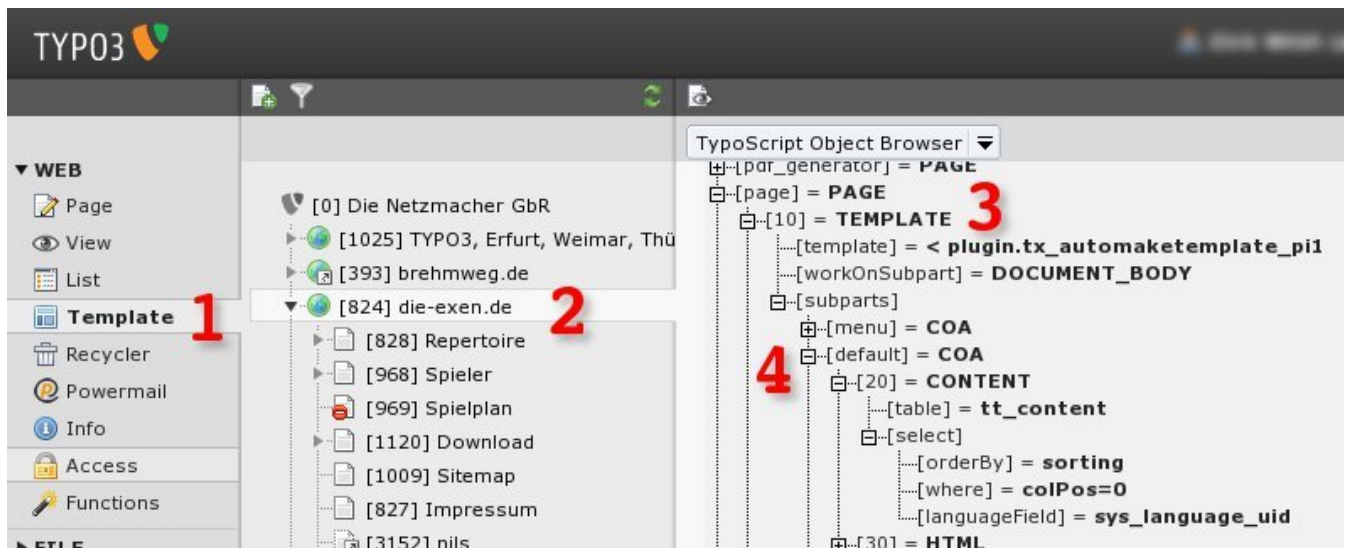 TYPO3
TypoScript Object Browser
WEB
Page
View
List
Template
Recycler
Powermail
Info
Access
Functions
FILE
1
[0] Die Netzmacher GbR
[1025] TYPO3, Erfurt, Weimar, Thü
[393] brehmweg.de
[824] die-exen.de
2
[828] Repertoire
[968] Spieler
[969] Spielplan
[1120] Download
[1009] Sitemap
[827] Impressum
[3152] nils
[pdf_generator] = PAGE
[page] = PAGE
3
[10] = TEMPLATE
[template] = < plugin.tx_automaketemplate_pi1
[workOnSubpart] = DOCUMENT_BODY
[subparts]
[menu] = COA
4
[default] = COA
[20] = CONTENT
[table] = tt_content
[select]
[orderBy] = sorting
[where] = colPos=0
[languageField] = sys_language_uid
[30] = HTML